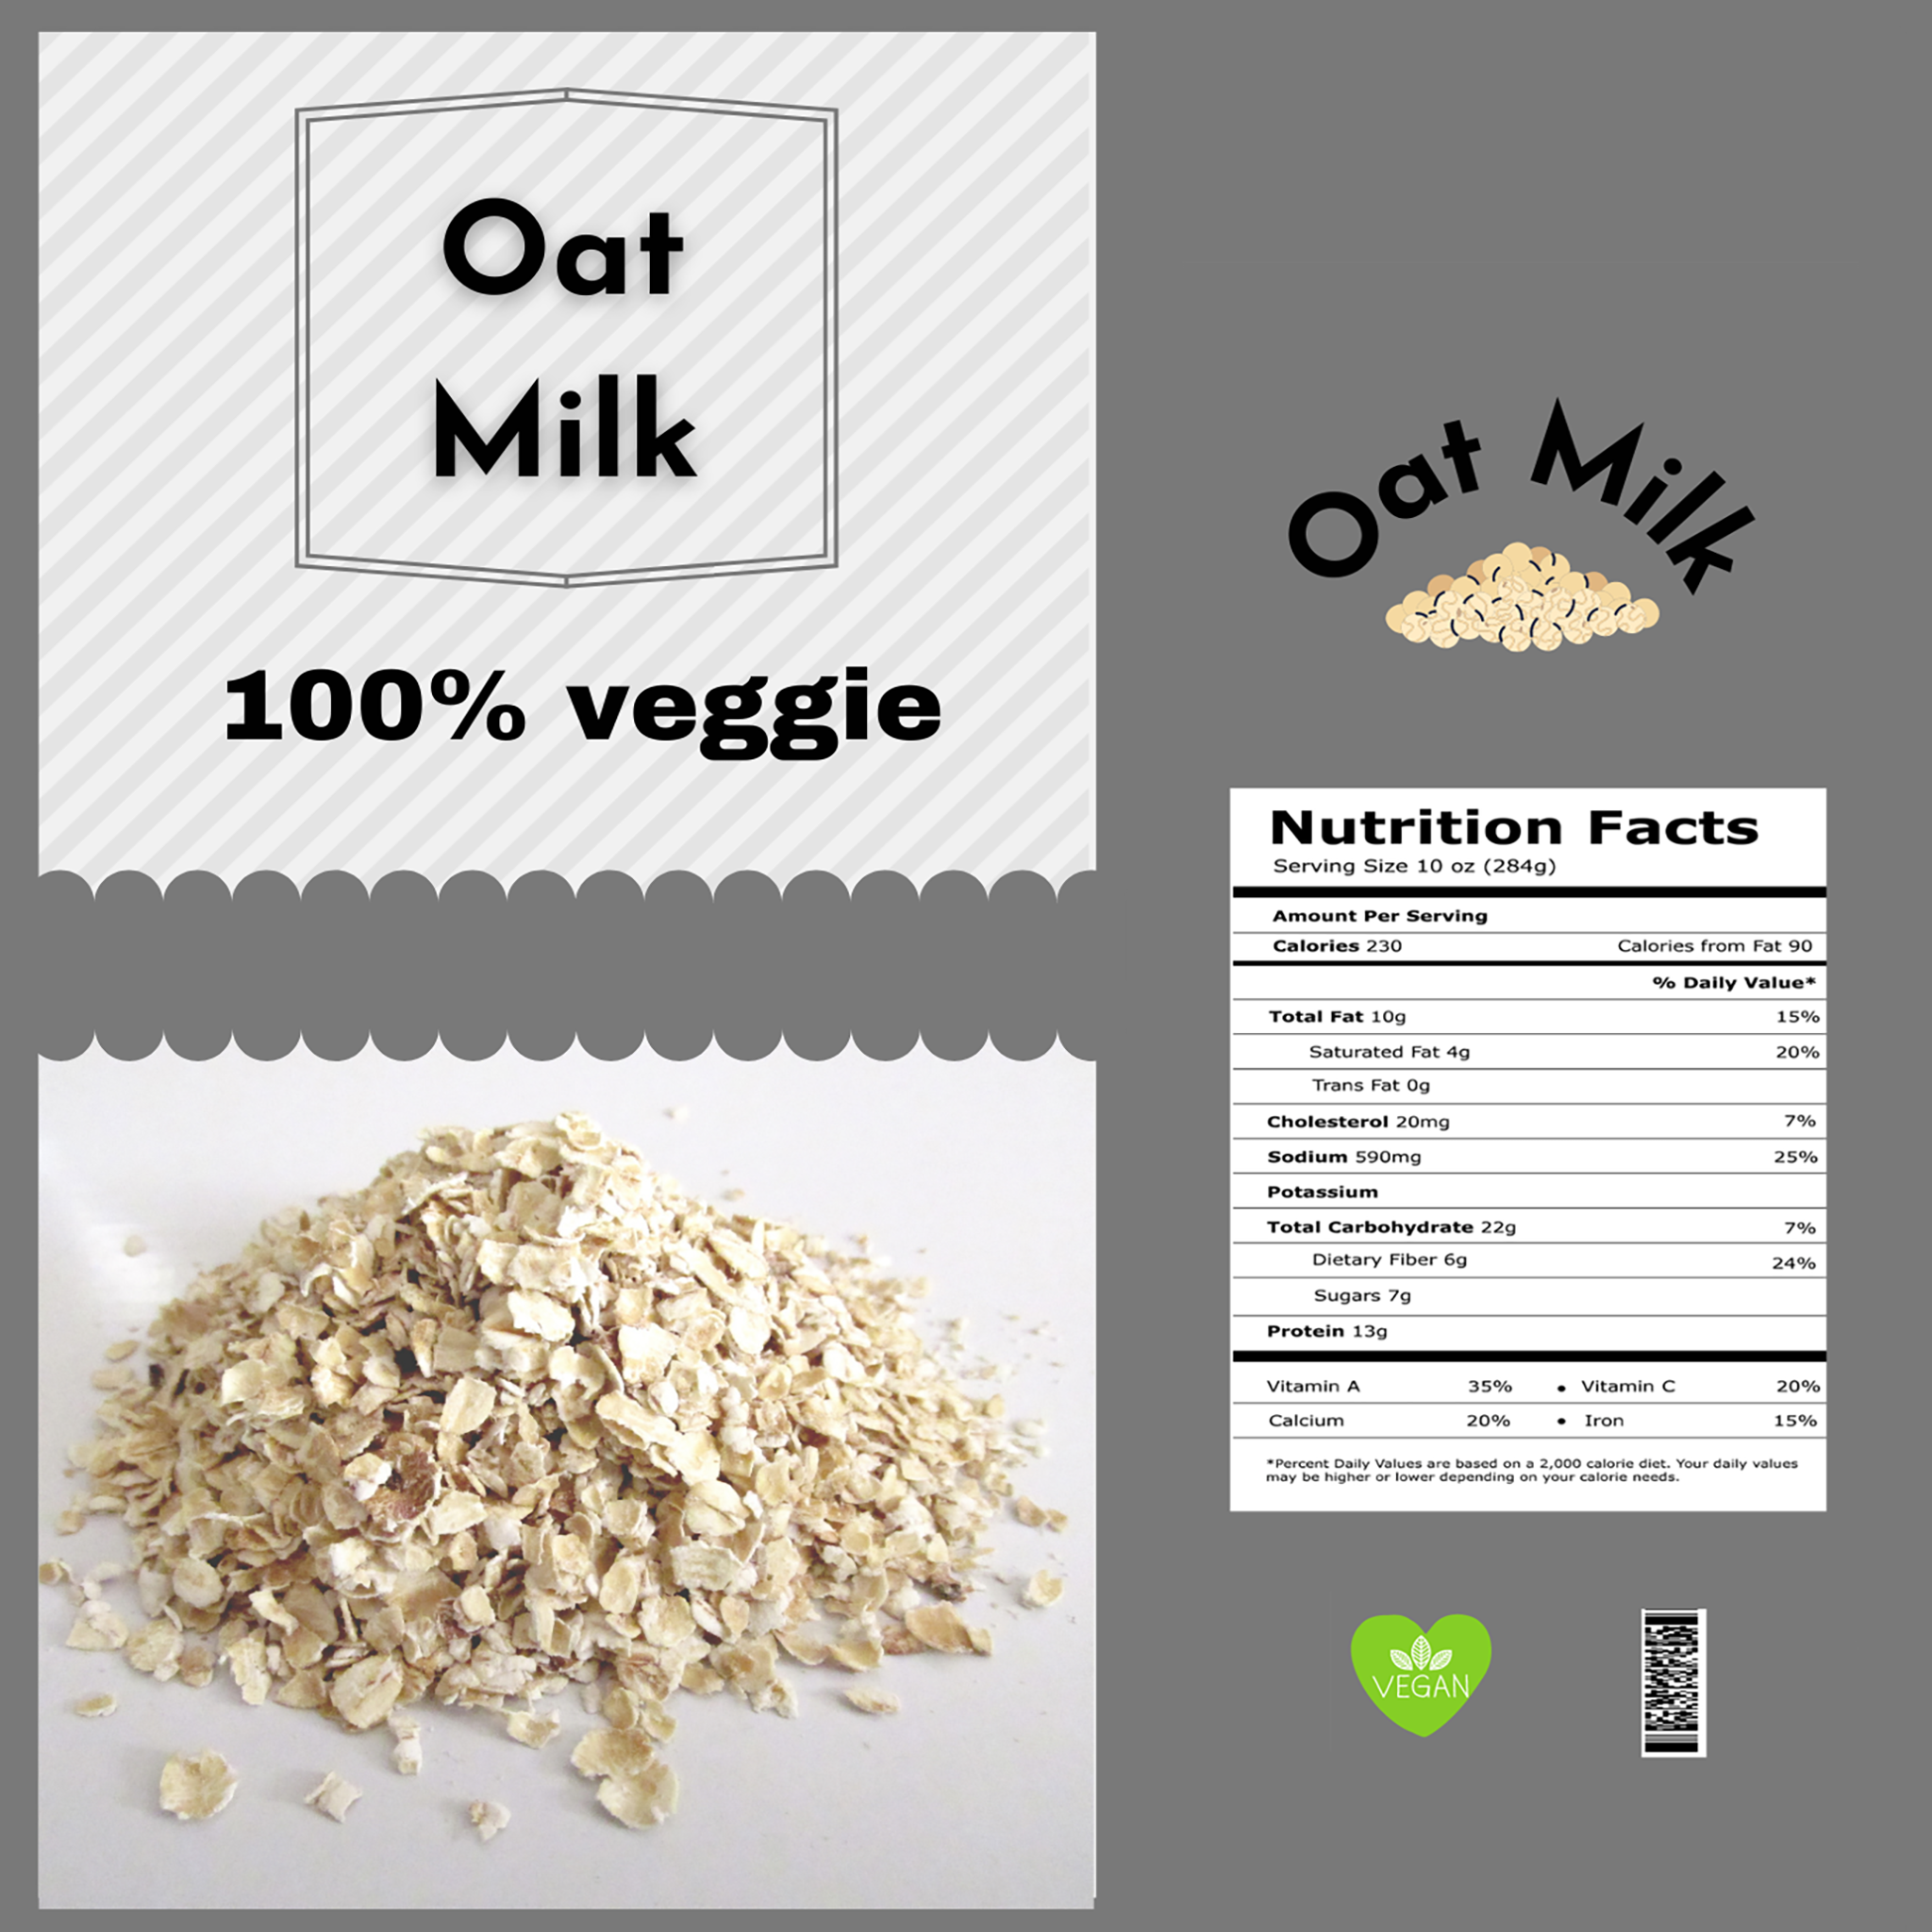 Oat
Milk
100% veggie
Oat Milk
Nutrition Facts
Serving Size 10 oz (284g)
Amount Per Serving
Calories 230 Calories from Fat 90
% Daily Value*
Total Fat 10g 15%
Saturated Fat 4g 20%
Trans Fat 0g
Cholesterol 20mg 7%
Sodium 590mg 25%
Potassium
Total Carbohydrate 22g 7%
Dietary Fiber 6g 24%
Sugars 7g
Protein 13g
Vitamin A 35% • Vitamin C 20%
Calcium 20% • Iron 15%
*Percent Daily Values are based on a 2,000 calorie diet. Your daily values
may be higher or lower depending on your calorie needs.
VEGAN